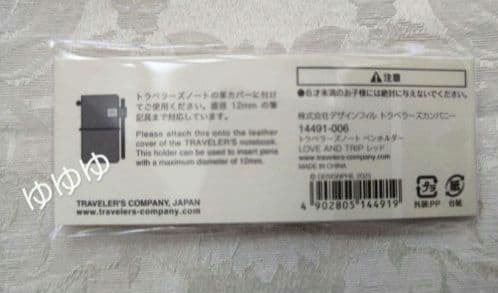 トラベラーズノートの革カバーに付け
てご使用ください。直径 12mm の筆
記具まで対応しています。
Please attach this onto the leather
cover of the TRAVELER'S notebook.
This holder can be used to insert pens
with a maximum diameter of 12mm.
TRAVELER'S COMPANY, JAPAN
www.travelers-company.com
⚠注意
●6才未満のお子様には絶対に与えないでください。
株式会社デザインフィル トラベラーズカンパニー
14491-006
トラベラーズノート ペンホルダー
LOVE AND TRIP レッド
www.travelers-company.com
MADE IN CHINA
© DESIGNPHIL 2025
4 902805 144919
プラ
紙
外装:PP
台紙
ゆゆゆ